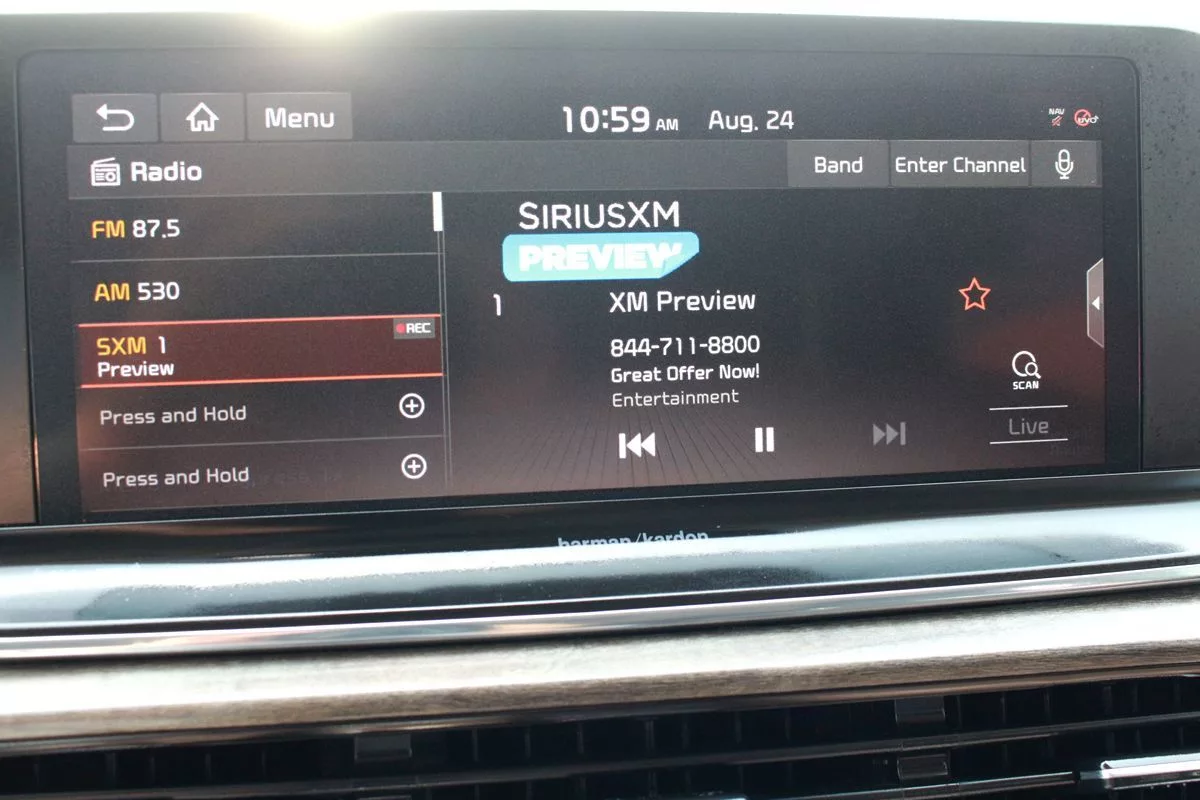 Menu
10:59 AM
Aug. 24
NAV
UVO
Radio
Band
Enter Channel
FM 87.5
AM 530
SXM 1
REC
Preview
Press and Hold
Press and Hold
SIRIUSXM
PREVIEW
1
XM Preview
844-711-8800
Great Offer Now!
Entertainment
SCAN
Live
harman/kardon